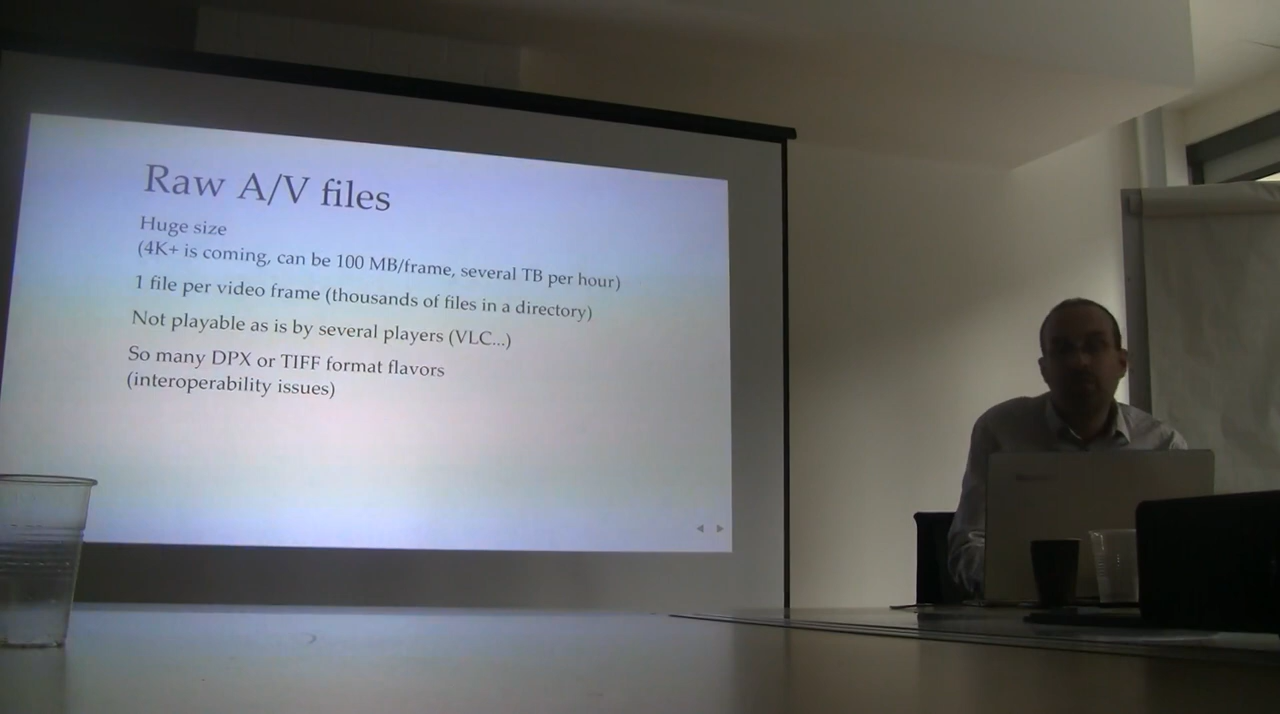 Raw A/V files
Huge size
(4K+ is coming, can be 100 MB/frame, several TB per hour)
1 file per video frame (thousands of files in a directory)
Not playable as is by several players (VLC...)
So many DPX or TIFF format flavors
(interoperability issues)